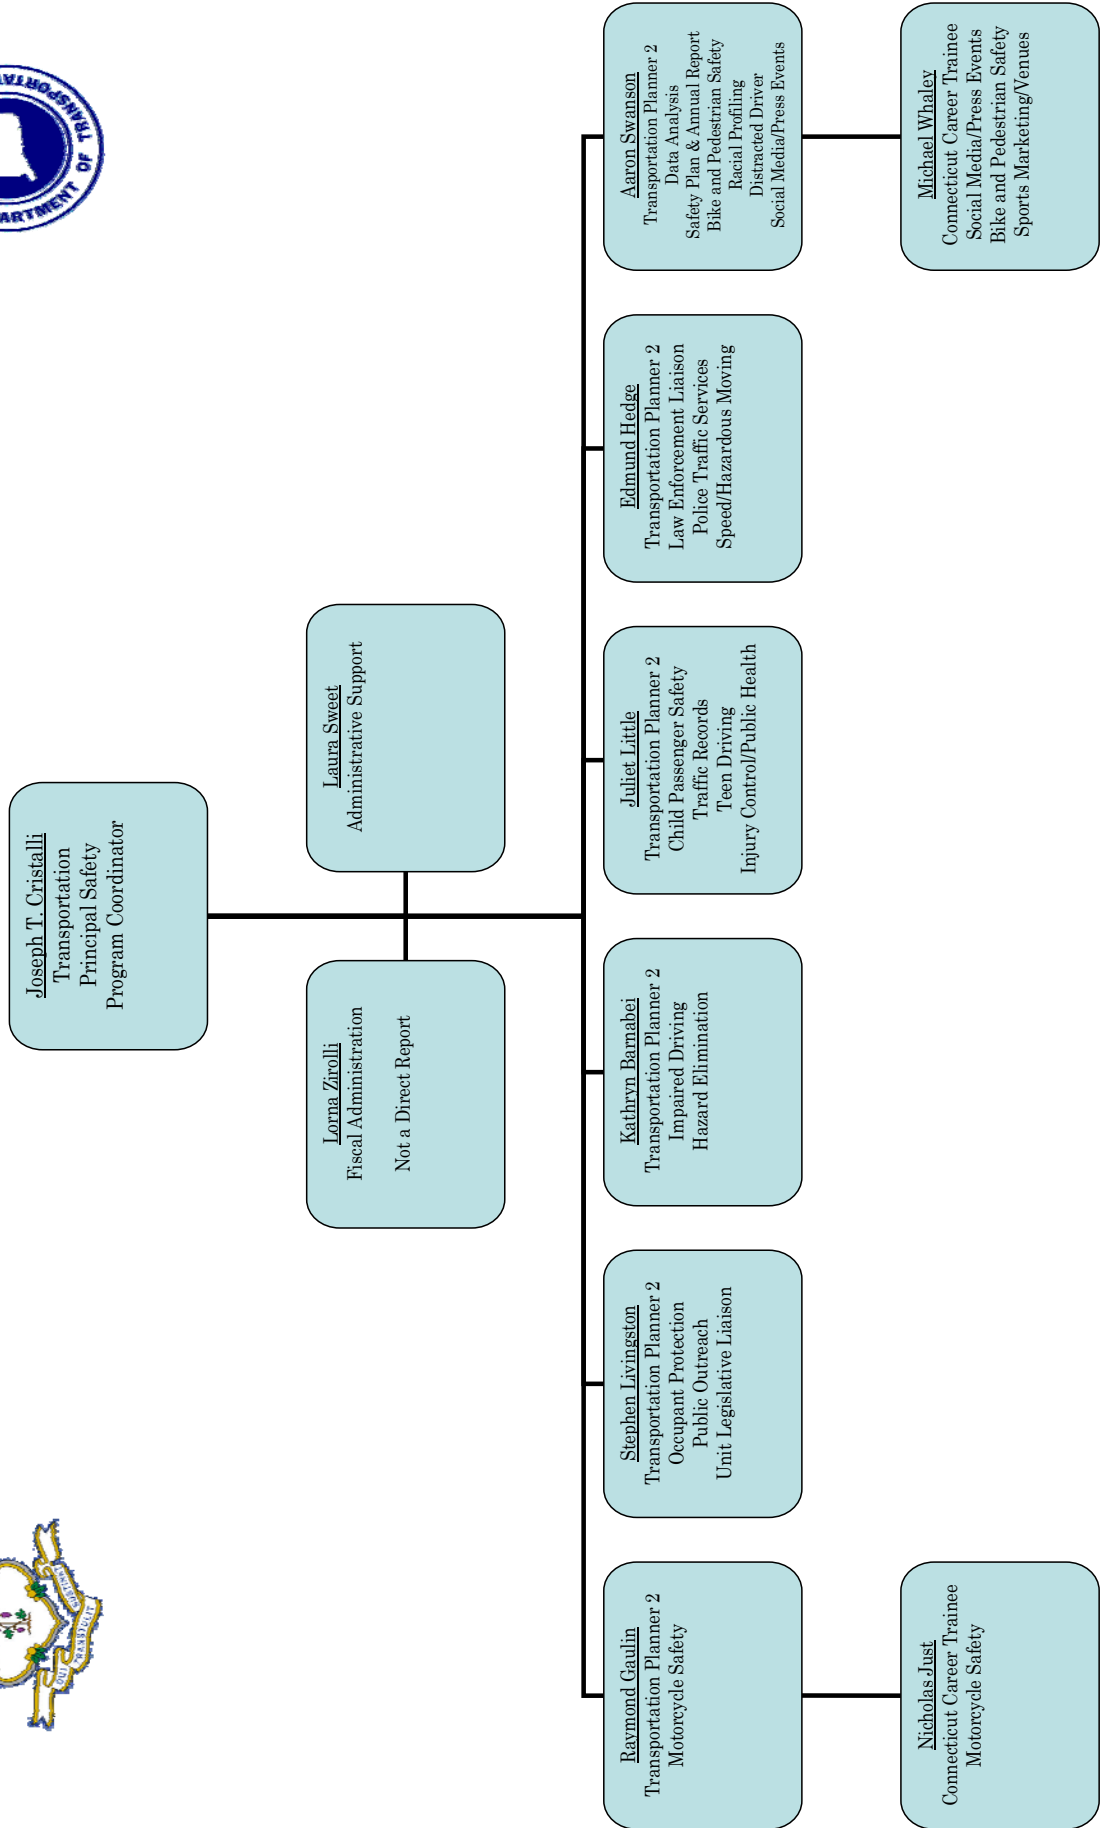 QUI TRANSTULIT
SUSTINET
OF TRANSPORTAT
ARTMENT
Joseph T. Cristalli
Transportation
Principal Safety
Program Coordinator
Lorna Zirolli
Fiscal Administration
Not a Direct Report
Laura Sweet
Administrative Support
Raymond Gaulin
Transportation Planner 2
Motorcycle Safety
Stephen Livingston
Transportation Planner 2
Occupant Protection
Public Outreach
Unit Legislative Liaison
Kathryn Barnabei
Transportation Planner 2
Impaired Driving
Hazard Elimination
Juliet Little
Transportation Planner 2
Child Passenger Safety
Traffic Records
Teen Driving
Injury Control/Public Health
Edmund Hedge
Transportation Planner 2
Law Enforcement Liaison
Police Traffic Services
Speed/Hazardous Moving
Aaron Swanson
Transportation Planner 2
Data Analysis
Safety Plan & Annual Report
Bike and Pedestrian Safety
Racial Profiling
Distracted Driver
Social Media/Press Events
Nicholas Just
Connecticut Career Trainee
Motorcycle Safety
Michael Whaley
Connecticut Career Trainee
Social Media/Press Events
Bike and Pedestrian Safety
Sports Marketing/Venues